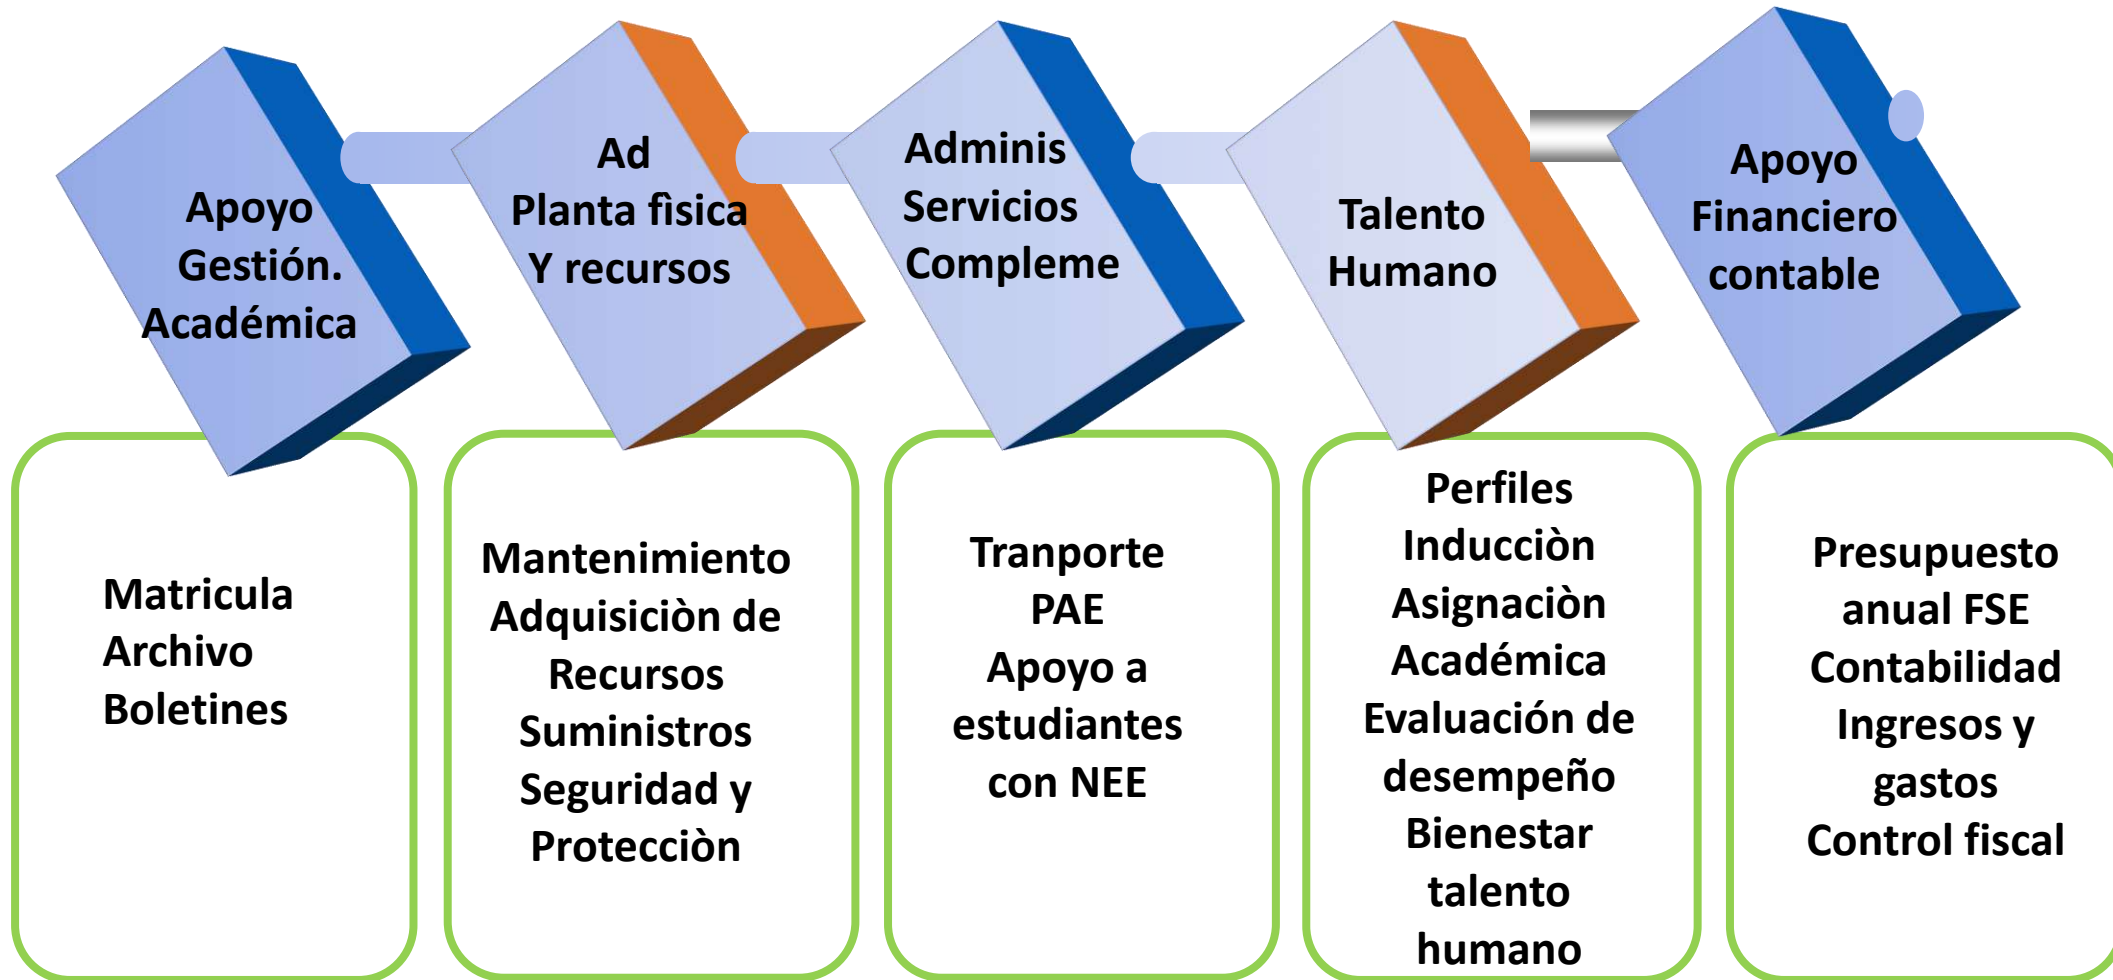 Apoyo
Gestión.
Académica
Ad
Planta fìsica
Y recursos
Adminis
Servicios
Compleme
Talento
Humano
Apoyo
Financiero
contable
Matricula
Archivo
Boletines
Mantenimiento
Adquisiciòn de
Recursos
Suministros
Seguridad y
Protecciòn
Tranporte
PAE
Apoyo a
estudiantes
con NEE
Perfiles
Inducciòn
Asignaciòn
Académica
Evaluación de
desempeño
Bienestar
talento
humano
Presupuesto
anual FSE
Contabilidad
Ingresos y
gastos
Control fiscal